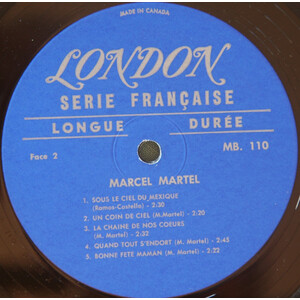 MADE IN CANADA
LONDON
SERIE FRANÇAISE
LONGUE DURÉE
Face 2 MB. 110
MARCEL MARTEL
1 SOUS LE CIEL DU MEXIQUE
(Ramos-Castello) - 2:30
2 UN COIN DE CIEL (M. Martel) - 2:20
3 LA CHAINE DE NOS COEURS
(M. Martel) - 2:22
4 QUAND TOUT S'ENDORT (M. Martel) - 2:45
5 BONNE FETE MAMAN (M. Martel) - 2:22